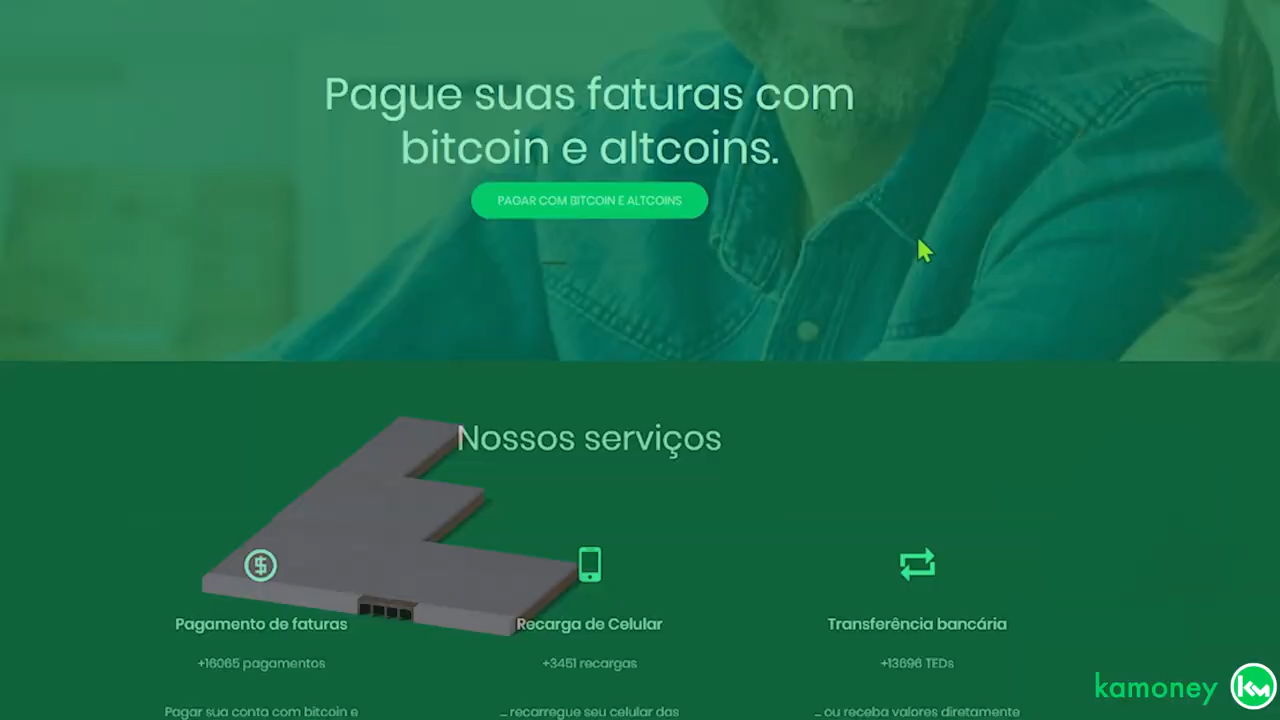 Pague suas faturas com
bitcoin e altcoins.
PAGAR COM BITCOIN E ALTCOINS
Nossos serviços
Pagamento de faturas
Recarga de Celular
Transferência bancária
+16065 pagamentos
+3451 recargas
+13696 TEDs
Pagar sua conta com bitcoin e
... recarregue seu celular das
... ou receba valores diretamente
kamoney